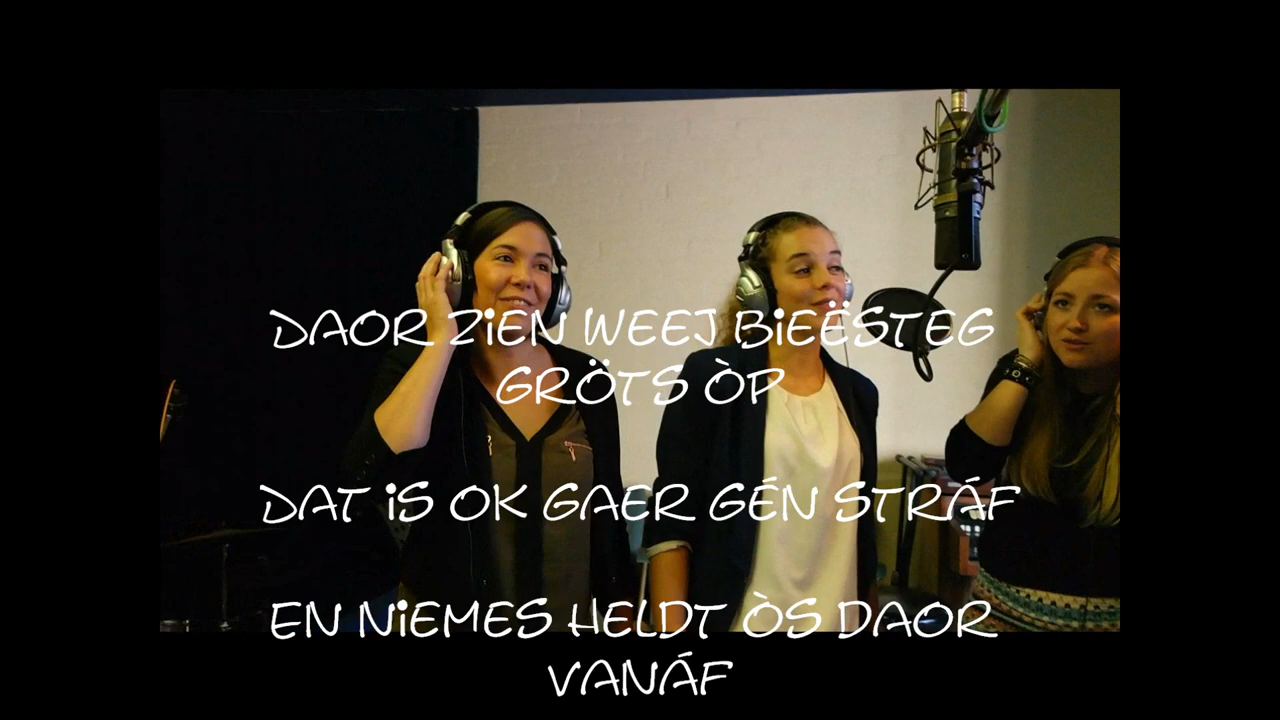 DAOR ZIEN WEEJ BIEËSTEG
GRÖTS ÒP
DAT IS OK GAER GÉN STRÁF
EN NIEMES HELDT ÒS DAOR
VANÁF